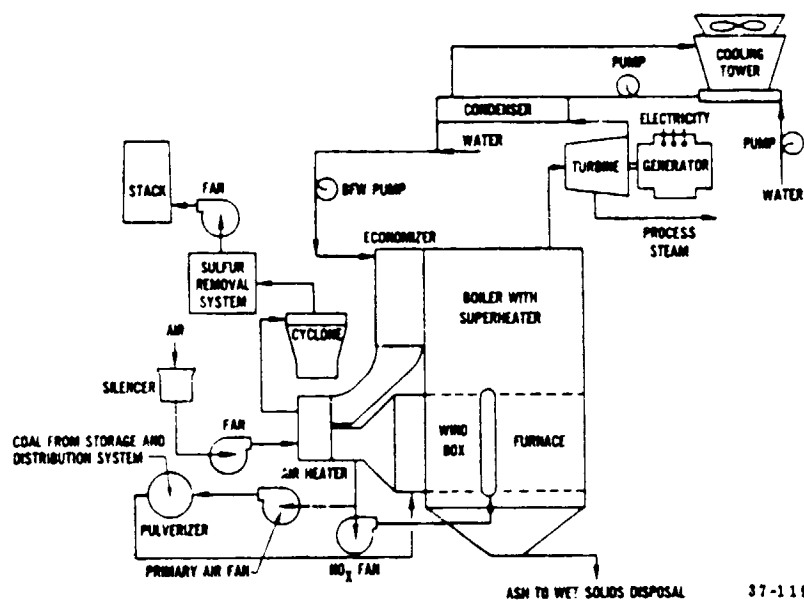 COOLING
TOWER
PUMP
CONDENSER
ELECTRICITY
WATER
TURBINE
GENERATOR
PUMP
WATER
STACK
FAN
BFW PUMP
PROCESS
STEAM
ECONOMIZER
SULFUR
REMOVAL
SYSTEM
BOILER WITH
SUPERHEATER
CYCLONE
AIR
SILENCER
FAN
COAL FROM STORAGE AND
DISTRIBUTION SYSTEM
WIND
BOX
FURNACE
AIR HEATER
PULVERIZER
PRIMARY AIR FAN
NOX FAN
ASH TO WET SOLIDS DISPOSAL
37-119